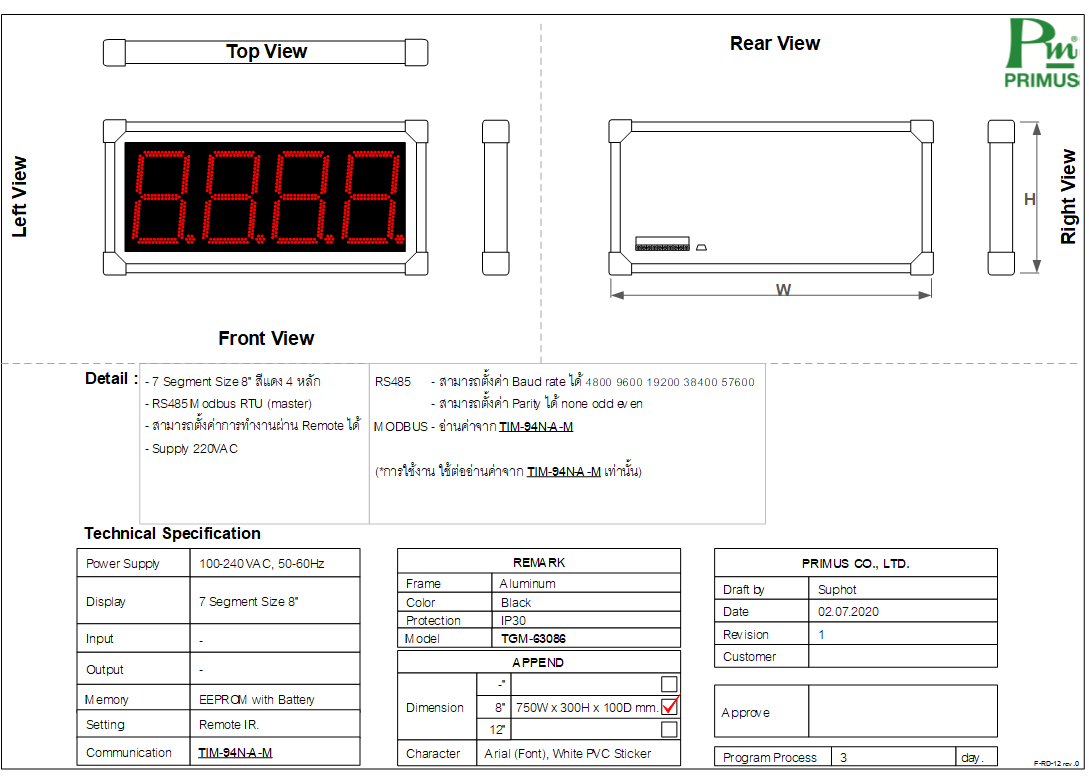 Top View
Rear View
Pm®
PRIMUS
Left View
Right View
H
W
Front View
Detail :
- 7 Segment Size 8" สีแดง 4 หลัก
- RS485 Modbus RTU (master)
- สามารถตั้งค่าการทำงานผ่าน Remote ได้
- Supply 220VAC
RS485 - สามารถตั้งค่า Baud rate ได้ 4800 9600 19200 38400 57600
- สามารถตั้งค่า Parity ได้ none odd even
MODBUS - อ่านค่าจาก TIM-94N-A-M
(*การใช้งาน ใช้ต่ออ่านค่าจาก TIM-94N-A-M เท่านั้น)
Technical Specification
Power Supply 100-240VAC, 50-60Hz
Display 7 Segment Size 8"
Input -
Output -
Memory EEPROM with Battery
Setting Remote IR.
Communication TIM-94N-A-M
REMARK
Frame Aluminum
Color Black
Protection IP30
Model TGM-63086
APPEND
Dimension
-"
8" 750W x 300H x 100D mm.
12"
Character Arial (Font), White PVC Sticker
PRIMUS CO., LTD.
Draft by Suphot
Date 02.07.2020
Revision 1
Customer
Approve
Program Process 3 day.
F-RD-12 rev.0